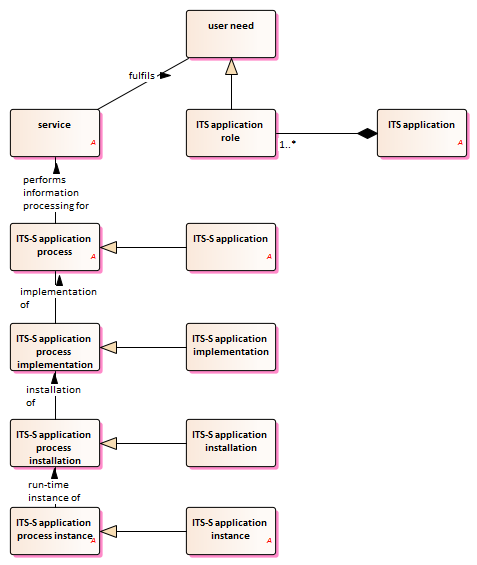 user need
fulfils
service
A
ITS application
role
1..*
ITS application
A
performs
information
processing for
ITS-S application
process
A
ITS-S application
A
implementation
of
ITS-S application
process
implementation
ITS-S application
implementation
installation
of
ITS-S application
process
installation
ITS-S application
installation
run-time
instance of
ITS-S application
process instance
A
ITS-S application
instance
A